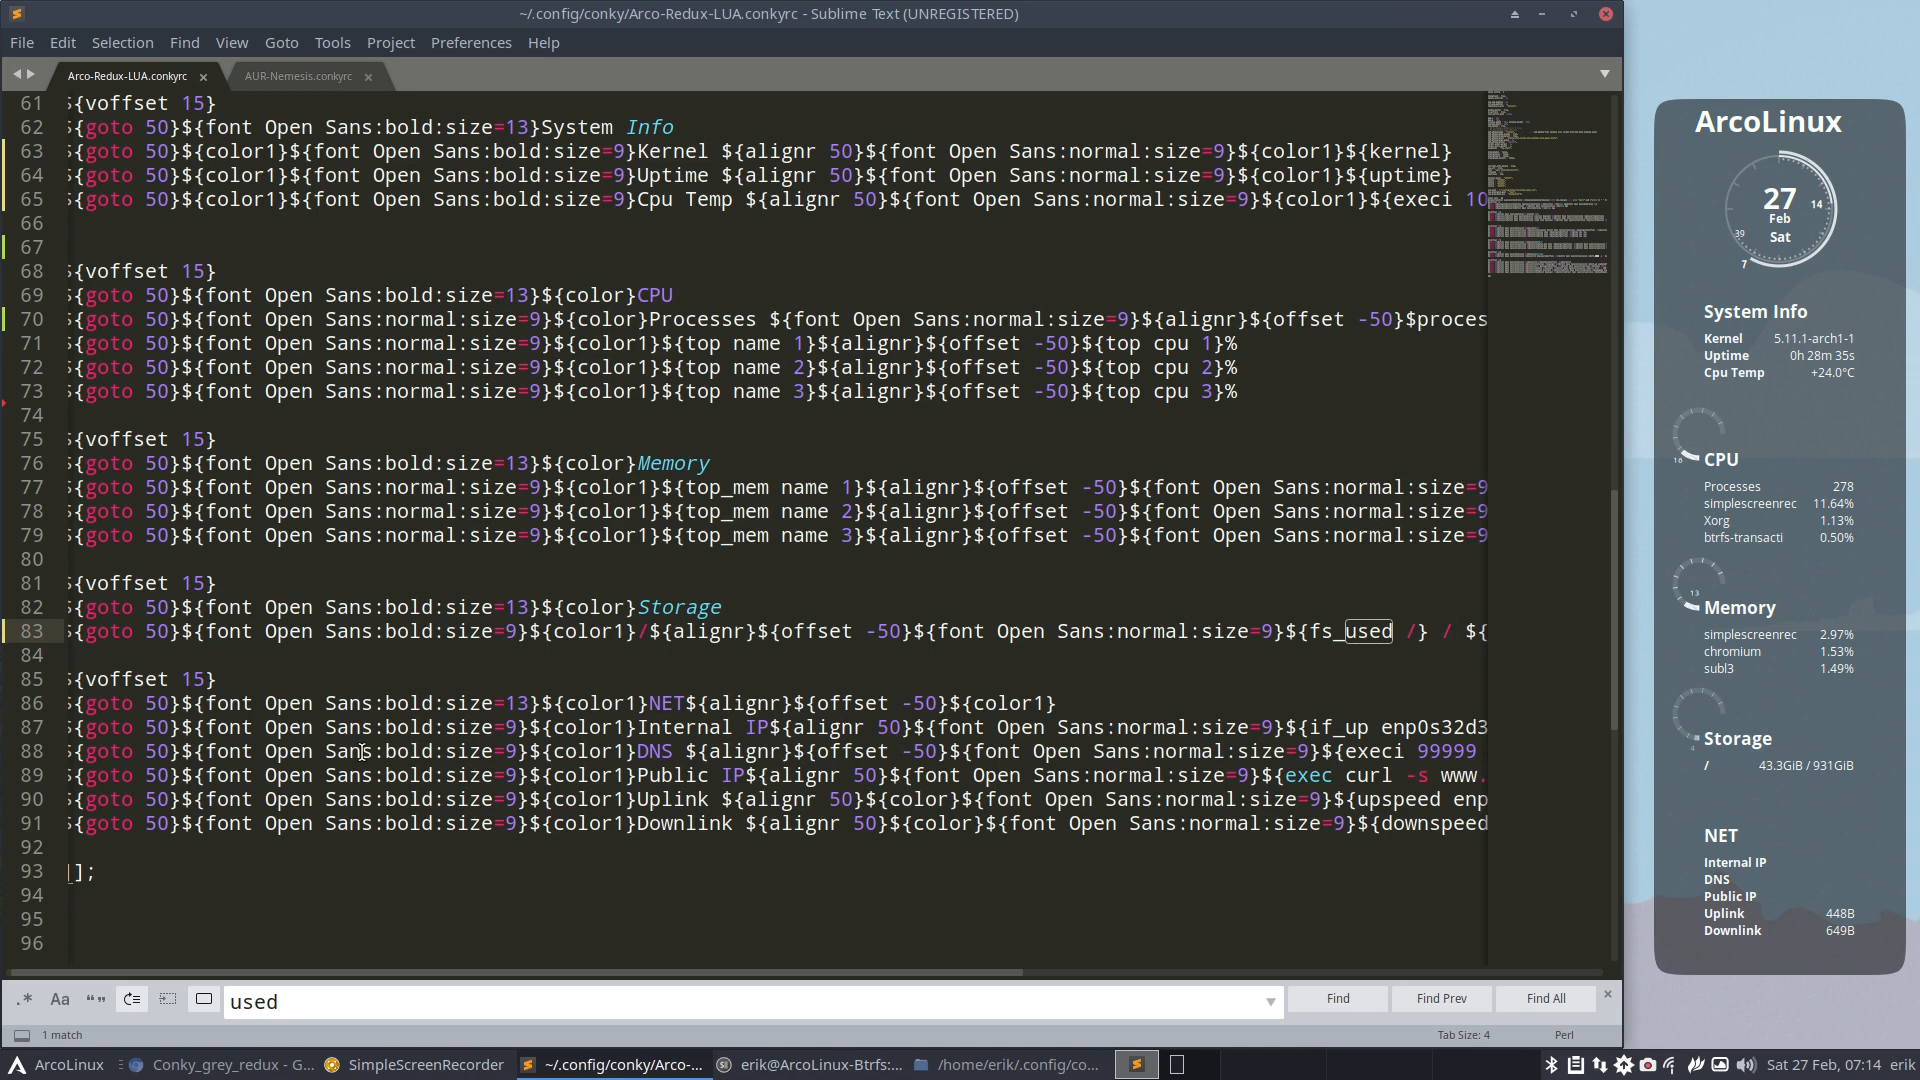 ~/.config/conky/Arco-Redux-LUA.conkyrc - Sublime Text (UNREGISTERED)
File Edit Selection Find View Goto Tools Project Preferences Help
Arco-Redux-LUA.conkyrc × AUR-Nemesis.conkyrc ×
61 ${voffset 15}
62 ${goto 50}${font Open Sans:bold:size=13}System Info
63 ${goto 50}${color1}${font Open Sans:bold:size=9}Kernel ${alignr 50}${font Open Sans:normal:size=9}${color1}${kernel}
64 ${goto 50}${color1}${font Open Sans:bold:size=9}Uptime ${alignr 50}${font Open Sans:normal:size=9}${color1}${uptime}
65 ${goto 50}${color1}${font Open Sans:bold:size=9}Cpu Temp ${alignr 50}${font Open Sans:normal:size=9}${color1}${execi 10
66
67
68 ${voffset 15}
69 ${goto 50}${font Open Sans:bold:size=13}${color}CPU
70 ${goto 50}${font Open Sans:normal:size=9}${color}Processes ${font Open Sans:normal:size=9}${alignr}${offset -50}$proces
71 ${goto 50}${font Open Sans:normal:size=9}${color1}${top name 1}${alignr}${offset -50}${top cpu 1}%
72 ${goto 50}${font Open Sans:normal:size=9}${color1}${top name 2}${alignr}${offset -50}${top cpu 2}%
73 ${goto 50}${font Open Sans:normal:size=9}${color1}${top name 3}${alignr}${offset -50}${top cpu 3}%
74
75 ${voffset 15}
76 ${goto 50}${font Open Sans:bold:size=13}${color}Memory
77 ${goto 50}${font Open Sans:normal:size=9}${color1}${top_mem name 1}${alignr}${offset -50}${font Open Sans:normal:size=9
78 ${goto 50}${font Open Sans:normal:size=9}${color1}${top_mem name 2}${alignr}${offset -50}${font Open Sans:normal:size=9
79 ${goto 50}${font Open Sans:normal:size=9}${color1}${top_mem name 3}${alignr}${offset -50}${font Open Sans:normal:size=9
80
81 ${voffset 15}
82 ${goto 50}${font Open Sans:bold:size=13}${color}Storage
83 ${goto 50}${font Open Sans:bold:size=9}${color1}/${alignr}${offset -50}${font Open Sans:normal:size=9}${fs_used /} / ${
84
85 ${voffset 15}
86 ${goto 50}${font Open Sans:bold:size=13}${color1}NET${alignr}${offset -50}${color1}
87 ${goto 50}${font Open Sans:bold:size=9}${color1}Internal IP${alignr 50}${font Open Sans:normal:size=9}${if_up enp0s32d3
88 ${goto 50}${font Open Sans:bold:size=9}${color1}DNS ${alignr}${offset -50}${font Open Sans:normal:size=9}${execi 99999
89 ${goto 50}${font Open Sans:bold:size=9}${color1}Public IP${alignr 50}${font Open Sans:normal:size=9}${exec curl -s www.
90 ${goto 50}${font Open Sans:bold:size=9}${color1}Uplink ${alignr 50}${color}${font Open Sans:normal:size=9}${upspeed enp
91 ${goto 50}${font Open Sans:bold:size=9}${color1}Downlink ${alignr 50}${color}${font Open Sans:normal:size=9}${downspeed
92
93 ]];
94
95
96
.* Aa “” used Find Find Prev Find All ×
1 match Tab Size: 4 Perl
ArcoLinux Conky_grey_redux - G... SimpleScreenRecorder ~/.config/conky/Arco-... erik@ArcoLinux-Btrfs:... /home/erik/.config/co... Sat 27 Feb, 07:14 erik
ArcoLinux
27
Feb
Sat
14
39
7
System Info
Kernel 5.11.1-arch1-1
Uptime 0h 28m 35s
Cpu Temp +24.0°C
16 CPU
Processes 278
simplescreenrec 11.64%
Xorg 1.13%
btrfs-transacti 0.50%
13
Memory
simplescreenrec 2.97%
chromium 1.53%
subl3 1.49%
4
Storage
/ 43.3GiB / 931GiB
NET
Internal IP
DNS
Public IP
Uplink 448B
Downlink 649B